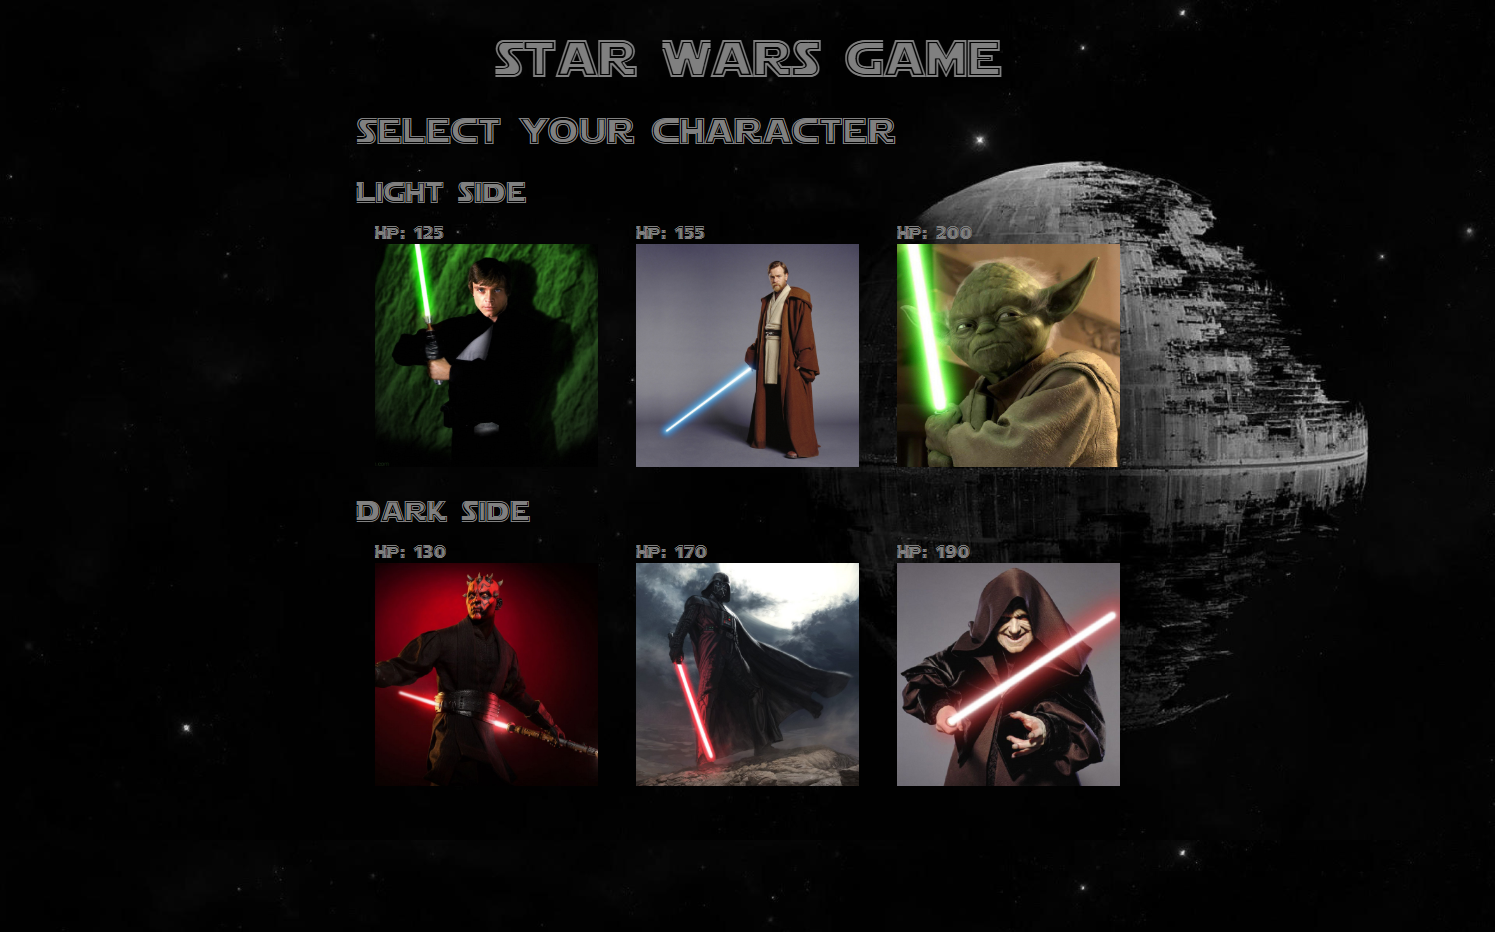 STAR WARS GAME
SELECT YOUR CHARACTER
LIGHT SIDE
HP: 125
HP: 155
HP: 200
DARK SIDE
HP: 130
HP: 170
HP: 190